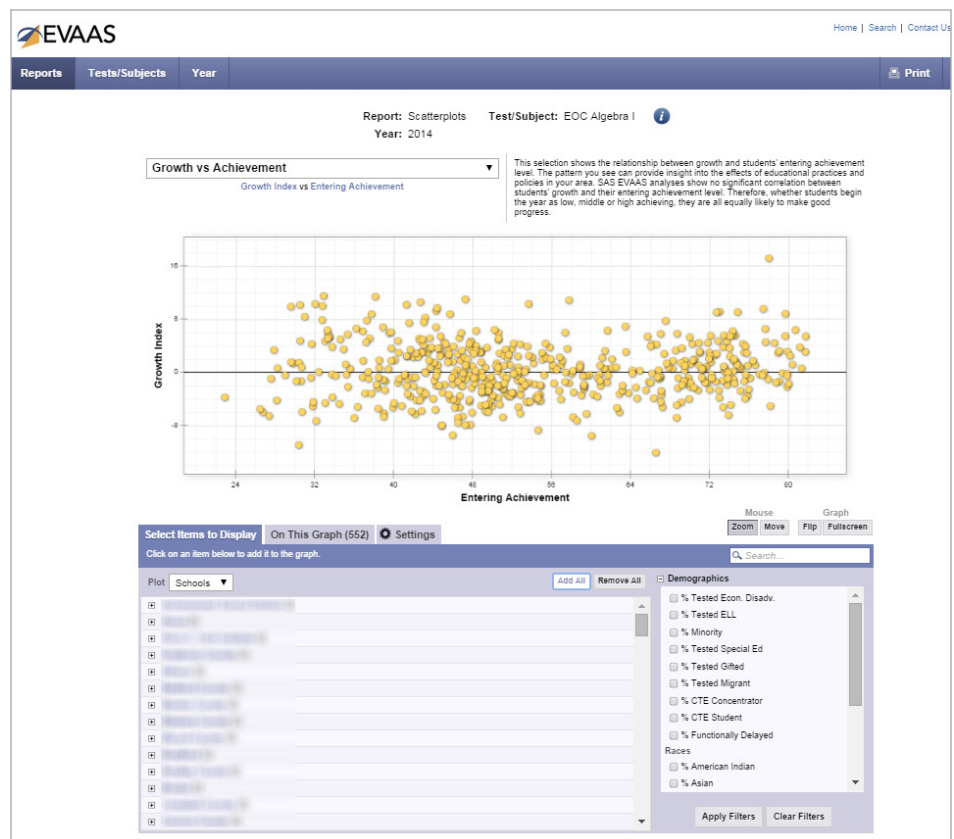 EVAAS
Home | Search | Contact Us
Reports Tests/Subjects Year Print
Report: Scatterplots Test/Subject: EOC Algebra I
Year: 2014
Growth vs Achievement
Growth Index vs Entering Achievement
This selection shows the relationship between growth and students' entering achievement
level. The pattern you see can provide insight into the effects of educational practices and
policies in your area. SAS EVAAS analyses show no significant correlation between
students' growth and their entering achievement level. Therefore, whether students begin
the year as low, middle or high achieving, they are all equally likely to make good
progress.
Growth Index
16
8
0
-8
24 32 40 48 56 64 72 80
Entering Achievement
Mouse Graph
Zoom Move Flip Fullscreen
Select Items to Display On This Graph (552) Settings
Click on an item below to add it to the graph.
Search...
Plot Schools Add All Remove All
Demographics
% Tested Econ. Disadv.
% Tested ELL
% Minority
% Tested Special Ed
% Tested Gifted
% Tested Migrant
% CTE Concentrator
% CTE Student
% Functionally Delayed
Races
% American Indian
% Asian
Apply Filters Clear Filters